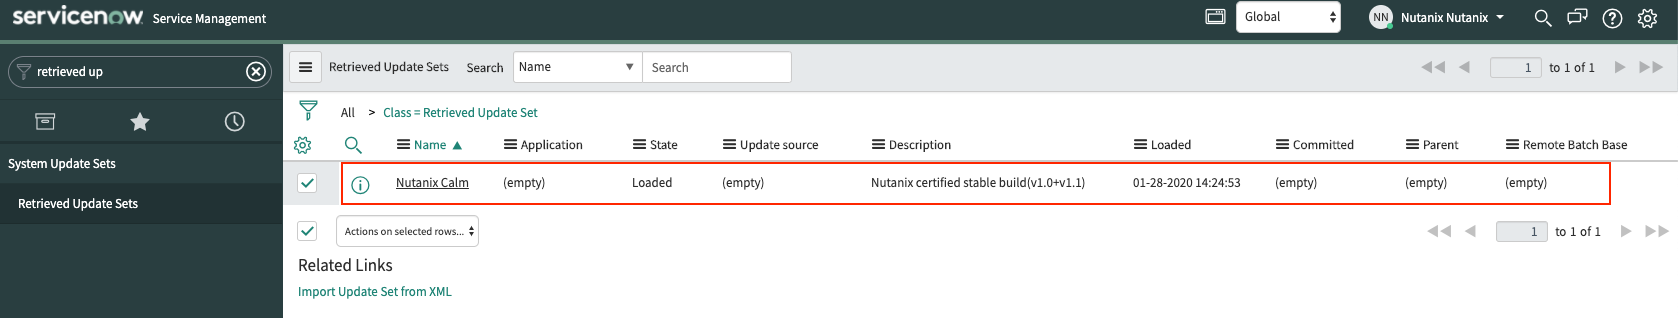 servicenow Service Management
Global
NN Nutanix Nutanix
retrieved up
Retrieved Update Sets Search Name Search
1 to 1 of 1
All > Class = Retrieved Update Set
Name Application State Update source Description Loaded Committed Parent Remote Batch Base
System Update Sets
Nutanix Calm (empty) Loaded (empty) Nutanix certified stable build(v1.0+v1.1) 01-28-2020 14:24:53 (empty) (empty) (empty)
Retrieved Update Sets
Actions on selected rows...
1 to 1 of 1
Related Links
Import Update Set from XML